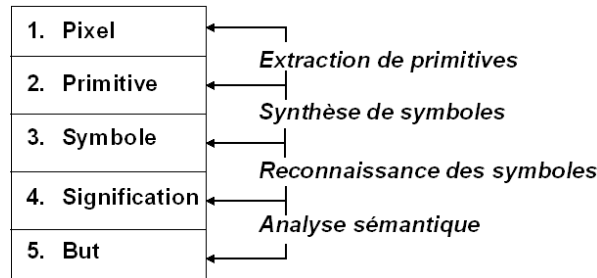 1. Pixel
Extraction de primitives
2. Primitive
Synthèse de symboles
3. Symbole
Reconnaissance des symboles
4. Signification
Analyse sémantique
5. But